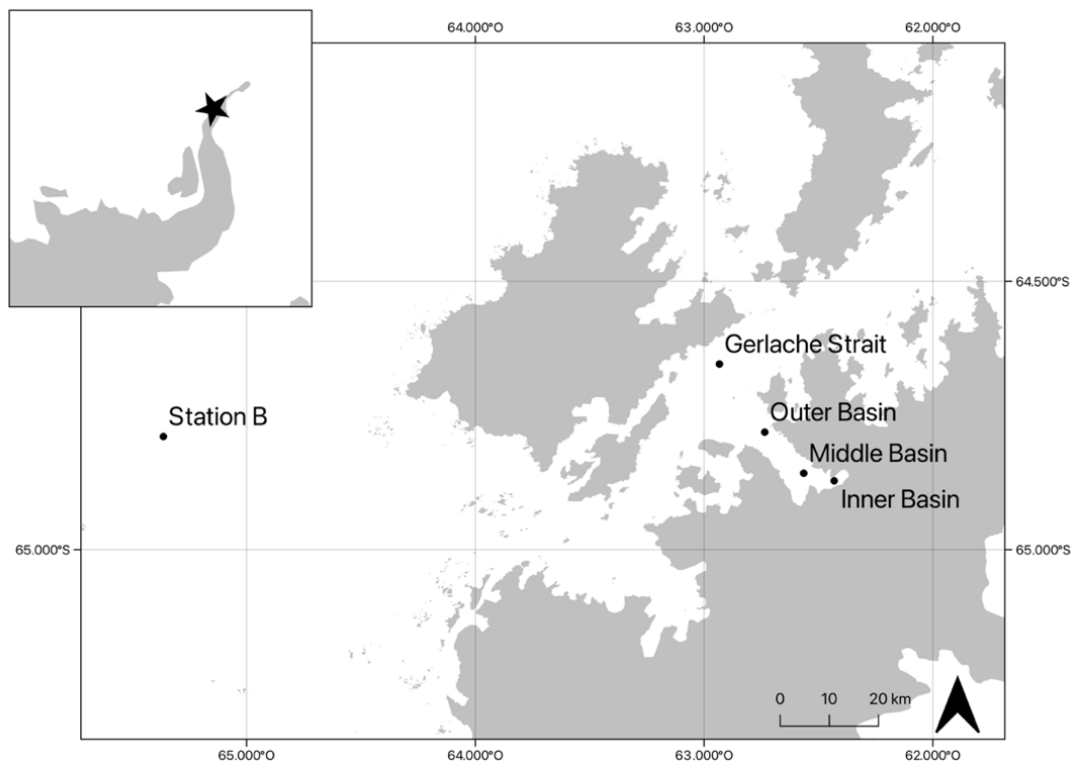 64.000°O 63.000°O 62.000°O
64.500°S
Gerlache Strait
Station B
Outer Basin
Middle Basin
Inner Basin
65.000°S 65.000°S
0 10 20 km
65.000°O 64.000°O 63.000°O 62.000°O